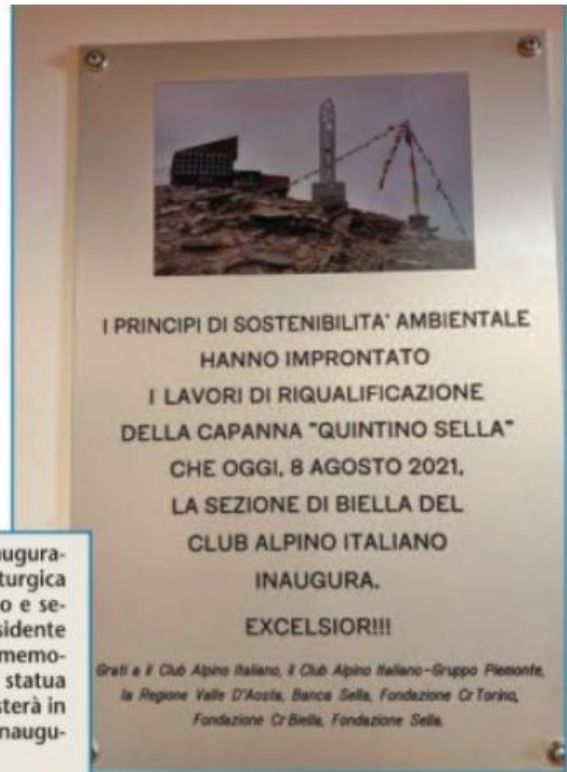 I PRINCIPI DI SOSTENIBILITA' AMBIENTALE
HANNO IMPRONTATO
I LAVORI DI RIQUALIFICAZIONE
DELLA CAPANNA "QUINTINO SELLA"
CHE OGGI, 8 AGOSTO 2021,
LA SEZIONE DI BIELLA DEL
CLUB ALPINO ITALIANO
INAUGURA.
EXCELSIOR!!!
Grati a il Club Alpino Italiano, il Club Alpino Italiano-Gruppo Piemonte,
la Regione Valle D'Aosta, Banca Sella, Fondazione Cr Torino,
Fondazione Cr Biella, Fondazione Sella.
augura-
turgica
o e se-
sidente
memo-
statua
sterà in
naugu-